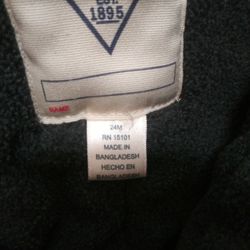 EST.
1895
NAME:
24M
RN 15101
MADE IN
BANGLADESH
HECHO EN
BANGLADESH